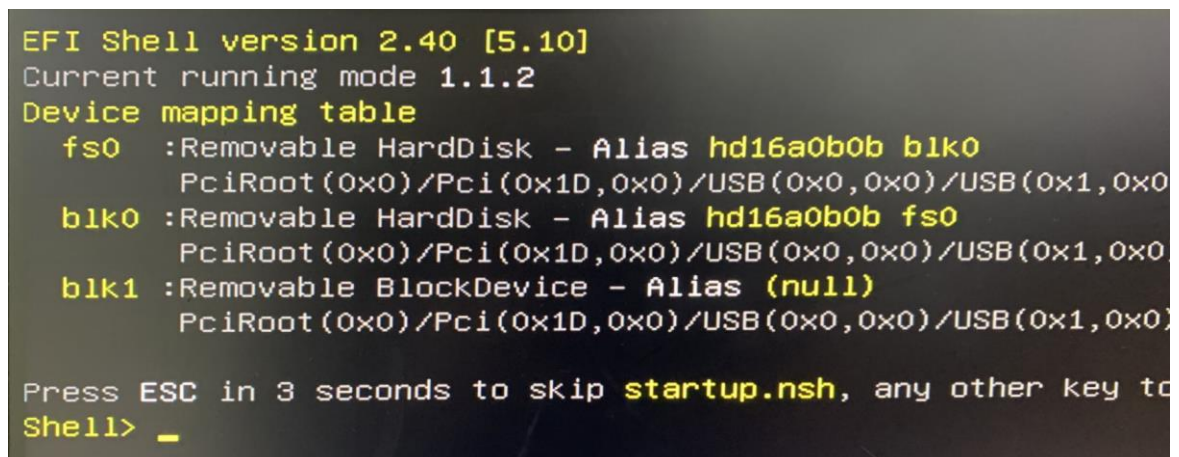 EFI Shell version 2.40 [5.10]
Current running mode 1.1.2
Device mapping table
fs0 :Removable HardDisk - Alias hd16a0b0b blk0
PciRoot(0x0)/Pci(0x1D,0x0)/USB(0x0,0x0)/USB(0x1,0x0
blk0 :Removable HardDisk - Alias hd16a0b0b fs0
PciRoot(0x0)/Pci(0x1D,0x0)/USB(0x0,0x0)/USB(0x1,0x0,
blk1 :Removable BlockDevice - Alias (null)
PciRoot(0x0)/Pci(0x1D,0x0)/USB(0x0,0x0)/USB(0x1,0x0)
Press ESC in 3 seconds to skip startup.nsh, any other key to
Shell> _